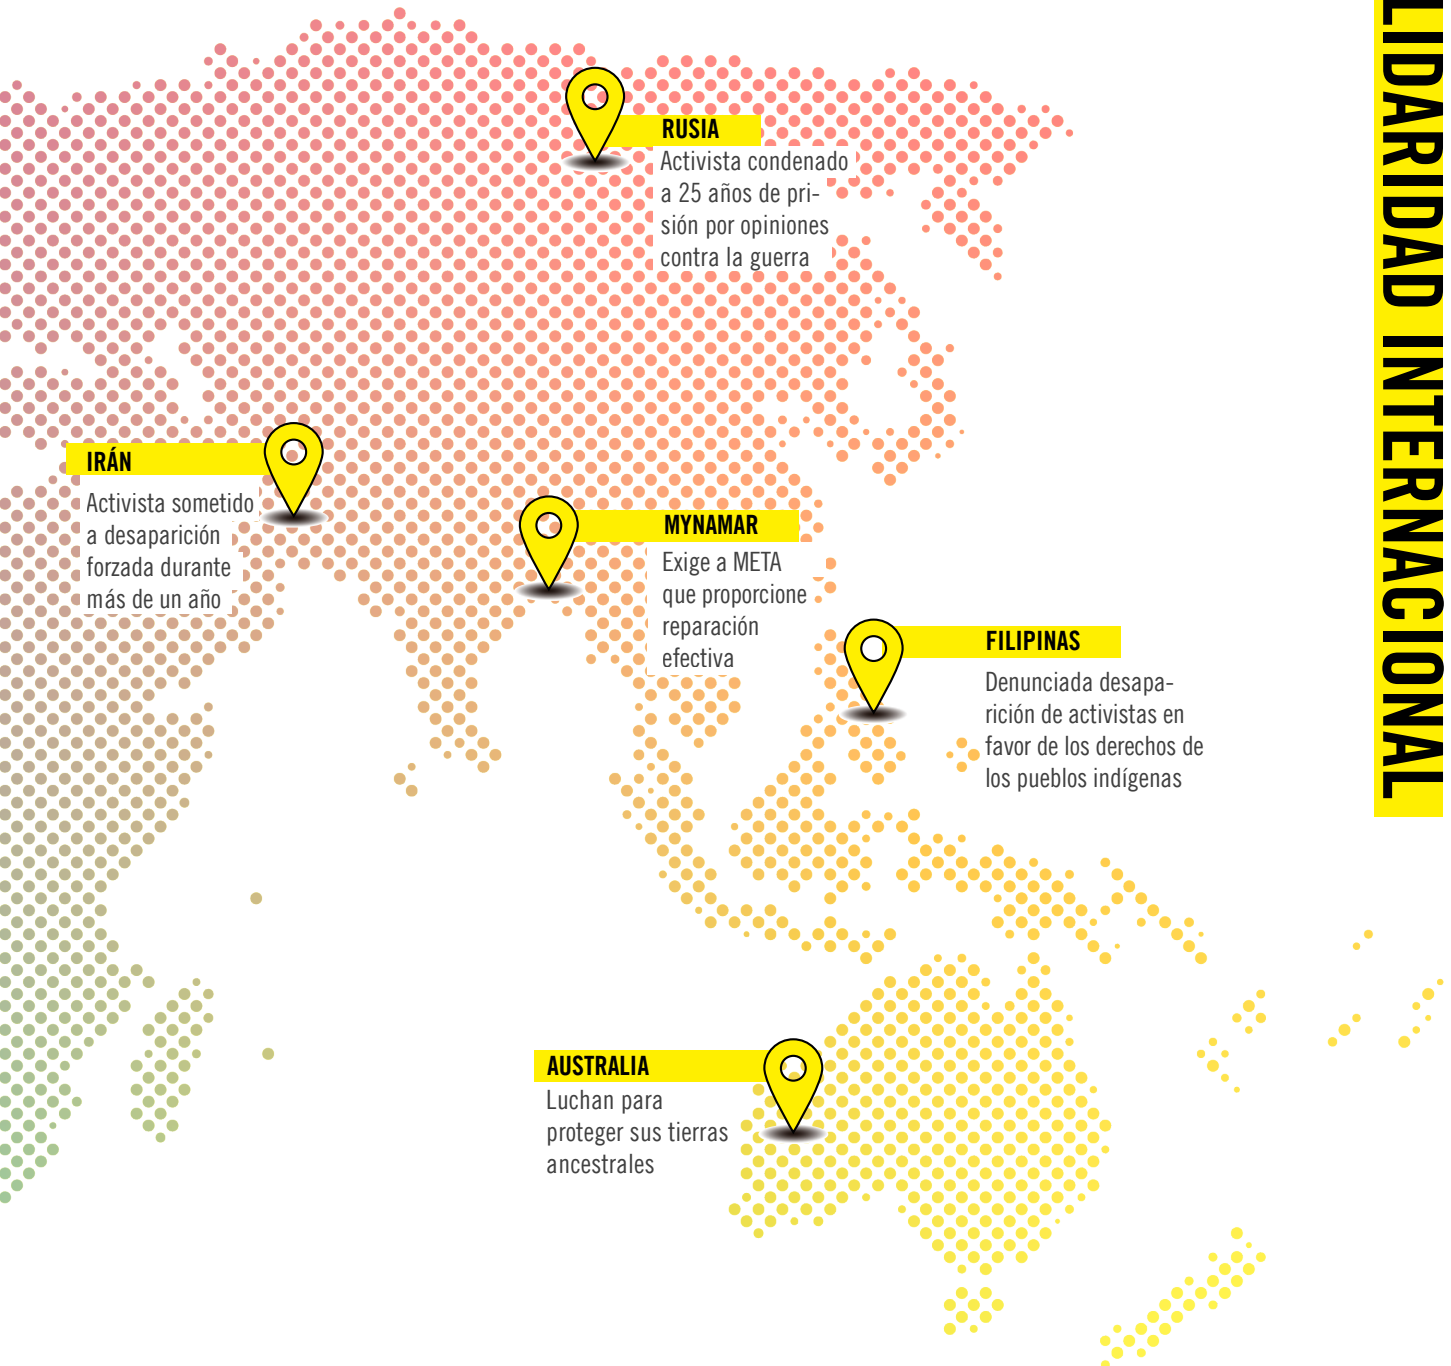 RUSIA
Activista condenado
a 25 años de pri-
sión por opiniones
contra la guerra
IRÁN
Activista sometido
a desaparición
forzada durante
más de un año
MYNAMAR
Exige a META
que proporcione
reparación
efectiva
FILIPINAS
Denunciada desapa-
rición de activistas en
favor de los derechos de
los pueblos indígenas
AUSTRALIA
Luchan para
proteger sus tierras
ancestrales
LIDARIDAD INTERNACIONAL